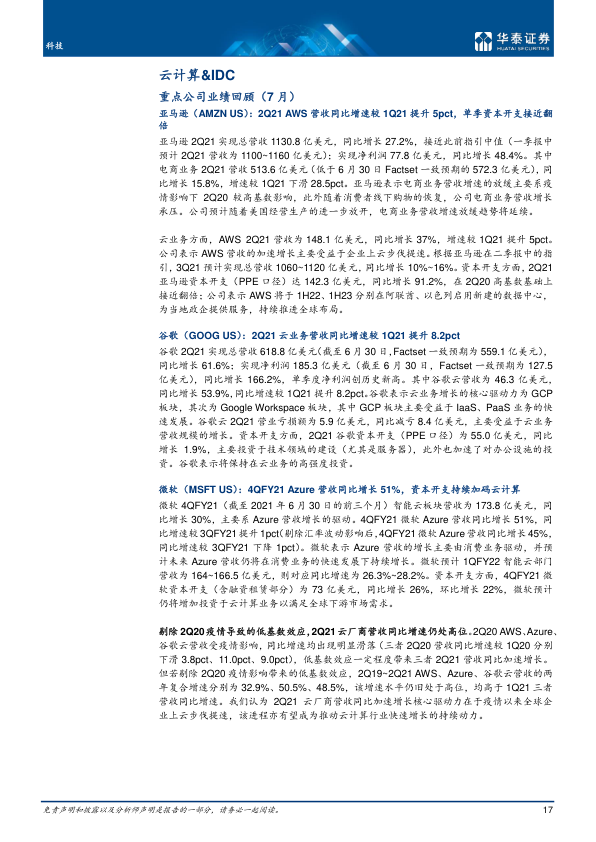 科技
华泰证券
HUATAI SECURITIES
云计算&IDC
重点公司业绩回顾（7 月）
亚马逊（AMZN US）：2Q21 AWS 营收同比增速较 1Q21 提升 5pct，单季资本开支接近翻
倍
亚马逊 2Q21 实现总营收 1130.8 亿美元，同比增长 27.2%，接近此前指引中值（一季报中
预计 2Q21 营收为 1100~1160 亿美元）；实现净利润 77.8 亿美元，同比增长 48.4%。其中
电商业务 2Q21 营收 513.6 亿美元（低于 6 月 30 日 Factset 一致预期的 572.3 亿美元），同
比增长 15.8%，增速较 1Q21 下滑 28.5pct。亚马逊表示电商业务营收增速的放缓主要系疫
情影响下 2Q20 较高基数影响，此外随着消费者线下购物的恢复，公司电商业务营收增长
承压。公司预计随着美国经营生产的进一步放开，电商业务营收增速放缓趋势将延续。
云业务方面，AWS 2Q21 营收为 148.1 亿美元，同比增长 37%，增速较 1Q21 提升 5pct。
公司表示 AWS 营收的加速增长主要受益于企业上云步伐提速。根据亚马逊在二季报中的指
引，3Q21 预计实现总营收 1060~1120 亿美元，同比增长 10%~16%。资本开支方面，2Q21
亚马逊资本开支（PPE 口径）达 142.3 亿美元，同比增长 91.2%，在 2Q20 高基数基础上
接近翻倍；公司表示 AWS 将于 1H22、1H23 分别在阿联酋、以色列启用新建的数据中心，
为当地政企提供服务，持续推进全球布局。
谷歌（GOOG US）：2Q21 云业务营收同比增速较 1Q21 提升 8.2pct
谷歌 2Q21 实现总营收 618.8 亿美元（截至 6 月 30 日，Factset 一致预期为 559.1 亿美元），
同比增长 61.6%；实现净利润 185.3 亿美元（截至 6 月 30 日，Factset 一致预期为 127.5
亿美元），同比增长 166.2%，单季度净利润创历史新高。其中谷歌云营收为 46.3 亿美元，
同比增长 53.9%，同比增速较 1Q21 提升 8.2pct。谷歌表示云业务增长的核心驱动力为 GCP
板块，其次为 Google Workspace 板块，其中 GCP 板块主要受益于 IaaS、PaaS 业务的快
速发展。谷歌云 2Q21 营业亏损额为 5.9 亿美元，同比减亏 8.4 亿美元，主要受益于云业务
营收规模的增长。资本开支方面，2Q21 谷歌资本开支（PPE 口径）为 55.0 亿美元，同比
增长 1.9%，主要投资于技术领域的建设（尤其是服务器），此外也加速了对办公设施的投
资。谷歌表示将保持在云业务的高强度投资。
微软（MSFT US）：4QFY21 Azure 营收同比增长 51%，资本开支持续加码云计算
微软 4QFY21（截至 2021 年 6 月 30 日的前三个月）智能云板块营收为 173.8 亿美元，同
比增长 30%，主要系 Azure 营收增长的驱动。4QFY21 微软 Azure 营收同比增长 51%，同
比增速较 3QFY21 提升 1pct（剔除汇率波动影响后，4QFY21 微软 Azure 营收同比增长 45%，
同比增速较 3QFY21 下降 1pct）。微软表示 Azure 营收的增长主要由消费业务驱动，并预
计未来 Azure 营收仍将在消费业务的快速发展下持续增长。微软预计 1QFY22 智能云部门
营收为 164~166.5 亿美元，则对应同比增速为 26.3%~28.2%。资本开支方面，4QFY21 微
软资本开支（含融资租赁部分）为 73 亿美元，同比增长 26%，环比增长 22%，微软预计
仍将增加投资于云计算业务以满足全球下游市场需求。
剔除 2Q20 疫情导致的低基数效应，2Q21 云厂商营收同比增速仍处高位。2Q20 AWS、Azure、
谷歌云营收受疫情影响，同比增速均出现明显滑落（三者 2Q20 营收同比增速较 1Q20 分别
下滑 3.8pct、11.0pct、9.0pct），低基数效应一定程度带来三者 2Q21 营收同比加速增长。
但若剔除 2Q20 疫情影响带来的低基数效应，2Q19~2Q21 AWS、Azure、谷歌云营收的两
年复合增速分别为 32.9%、50.5%、48.5%，该增速水平仍旧处于高位，均高于 1Q21 三者
营收同比增速。我们认为 2Q21 云厂商营收同比加速增长核心驱动力在于疫情以来全球企
业上云步伐提速，该进程亦有望成为推动云计算行业快速增长的持续动力。
免责声明和披露以及分析师声明是报告的一部分，请务必一起阅读。
17